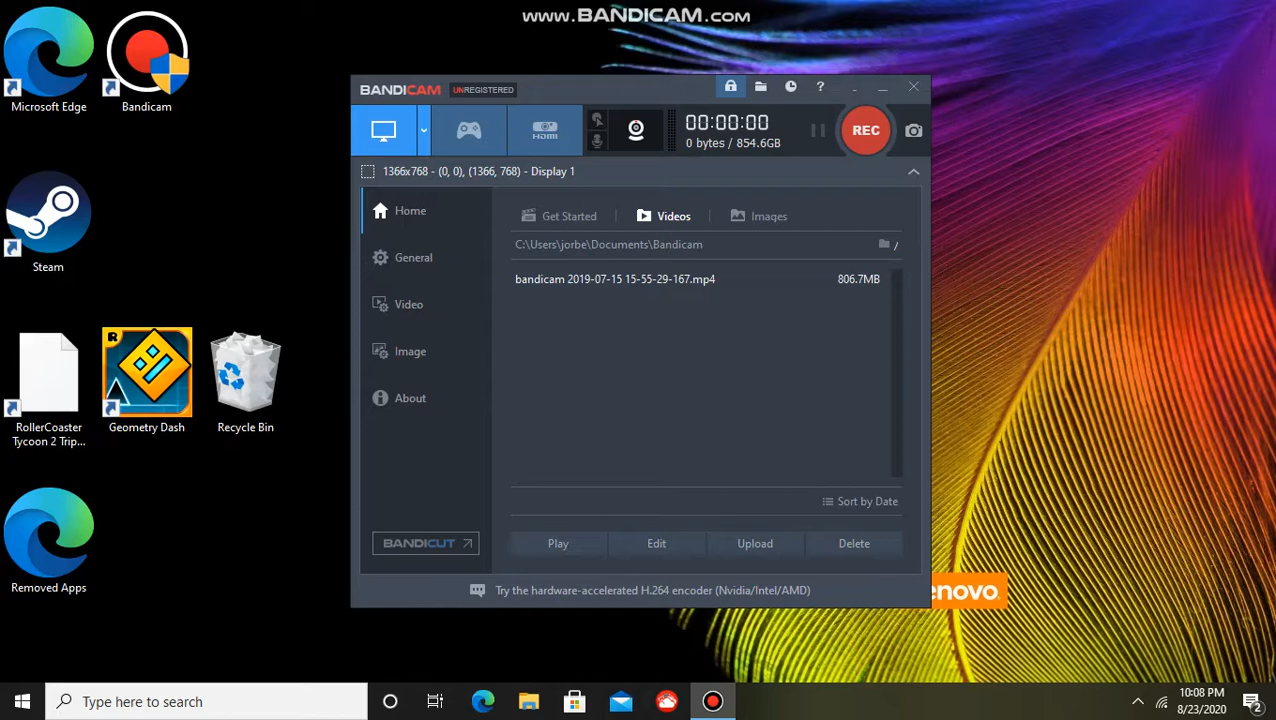 www.BANDICAM.com
Microsoft Edge
Bandicam
Steam
RollerCoaster
Tycoon 2 Trip...
Geometry Dash
Recycle Bin
Removed Apps
BANDICAM UNREGISTERED
HDMI
00:00:00
0 bytes / 854.6GB
REC
1366x768 - (0, 0), (1366, 768) - Display 1
Home
General
Video
Image
About
BANDICUT
Get Started
Videos
Images
C:\Users\jorbe\Documents\Bandicam
/
bandicam 2019-07-15 15-55-29-167.mp4 806.7MB
Sort by Date
Play Edit Upload Delete
Try the hardware-accelerated H.264 encoder (Nvidia/Intel/AMD)
enovo.
Type here to search
10:08 PM
8/23/2020
2